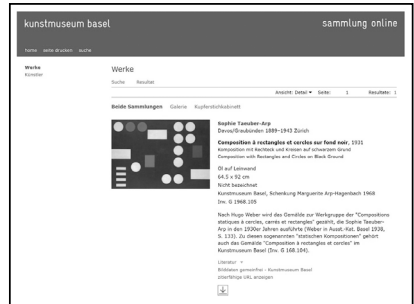 kunstmuseum basel
sammlung online
home seite drucken suche
Werke
Künstler
Werke
Suche Resultat
Ansicht: Detail ▾ Seite: 1 Resultate: 1
Beide Sammlungen Galerie Kupferstichkabinett
Sophie Taeuber-Arp
Davos/Graubünden 1889–1943 Zürich
Composition à rectangles et cercles sur fond noir, 1931
Komposition mit Rechteck und Kreisen auf schwarzem Grund
Composition with Rectangles and Circles on Black Ground
Öl auf Leinwand
64.5 x 92 cm
Nicht bezeichnet
Kunstmuseum Basel, Schenkung Marguerite Arp-Hagenbach 1968
Inv. G 1968.105
Nach Hugo Weber wird das Gemälde zur Werkgruppe der "Compositions
statiques à cercles, carrés et rectangles" gezählt, die Sophie Taeuber-
Arp in den 1930er Jahren ausführte (Weber in Ausst.-Kat. Basel 1938,
S. 133). Zu diesen sogenannten "statischen Kompositionen" gehört
auch das Gemälde "Composition à rectangles et cercles" im
Kunstmuseum Basel (Inv. G 168.104).
Literatur +
Bilddaten gemeinfrei - Kunstmuseum Basel
zitierfähige URL anzeigen